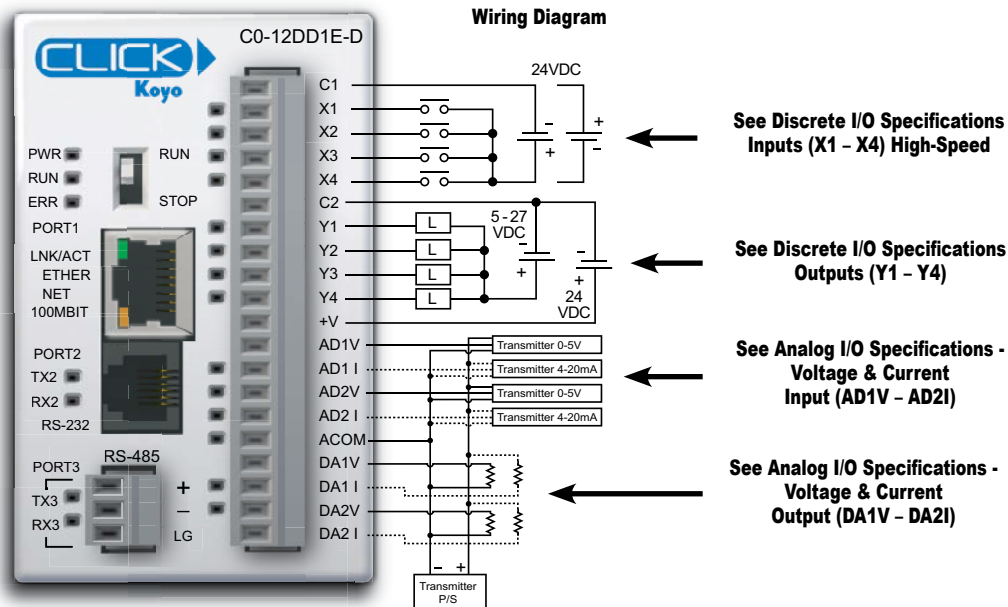 Wiring Diagram
CLICK
Koyo
C0-12DD1E-D
PWR
RUN
ERR
RUN
STOP
PORT1
LNK/ACT
ETHER
NET
100MBIT
PORT2
TX2
RX2
RS-232
PORT3
RS-485
TX3
RX3
+
–
LG
C1
X1
X2
X3
X4
C2
Y1
Y2
Y3
Y4
+V
AD1V
AD1 I
AD2V
AD2 I
ACOM
DA1V
DA1 I
DA2V
DA2 I
24VDC
-
+
+
-
L
L
L
L
5 - 27
VDC
-
+
-
+
24
VDC
Transmitter 0-5V
Transmitter 4-20mA
Transmitter 0-5V
Transmitter 4-20mA
- +
Transmitter
P/S
See Discrete I/O Specifications
Inputs (X1 – X4) High-Speed
See Discrete I/O Specifications
Outputs (Y1 – Y4)
See Analog I/O Specifications -
Voltage & Current
Input (AD1V – AD2I)
See Analog I/O Specifications -
Voltage & Current
Output (DA1V – DA2I)